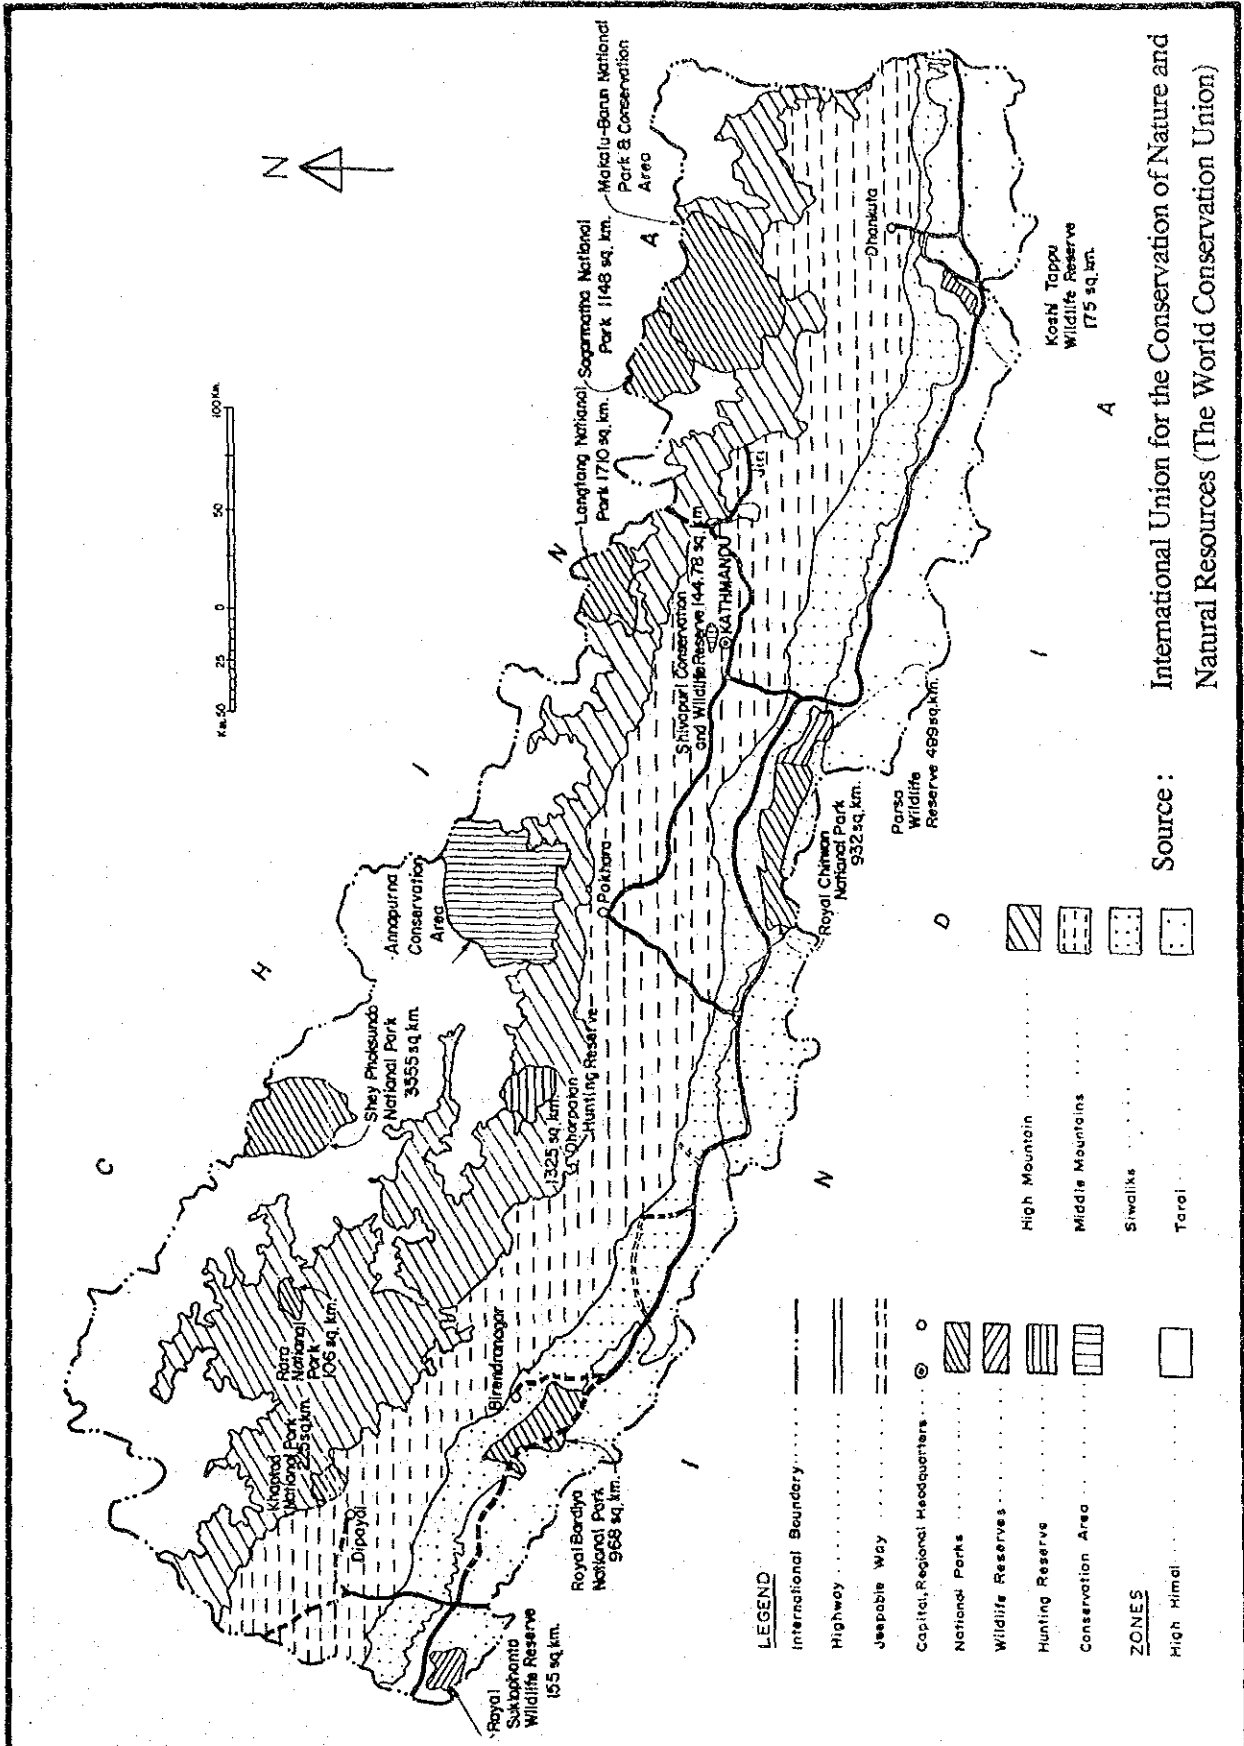 N
Km. 50
25
0
50
100 Km.
C
H
I
N
A
I
N
D
I
A
Royal
Suklaphanta
Wildlife Reserve
155 sq. km.
Dipayal
Khaptad
National Park
225 sq. km.
Rara
National
Park
106 sq. km.
Royal Bardiya
National Park
968 sq. km.
Birendranagar
Shey Phoksundo
National Park
3555 sq. km.
1325 sq. km.
Dharpatan
Hunting Reserve
Annapurna
Conservation
Area
Pokhara
Royal Chitwan
National Park
932 sq. km.
Parsa
Wildlife
Reserve 499 sq. km.
Shivapuri Conservation
and Wildlife Reserve 144.78 sq. km
KATHMANDU
Jiri
Langtang National
Park 1710 sq. km.
Sagarmatha National
Park 1148 sq. km.
Makalu-Barun National
Park & Conservation
Area
Dhankuta
Koshi Tappu
Wildlife Reserve
175 sq. km.
LEGEND
International Boundary
Highway
Jeepable Way
Capital, Regional Headquarters
National Parks
Wildlife Reserves
Hunting Reserve
Conservation Area
ZONES
High Himal
High Mountain
Middle Mountains
Siwaliks
Tarai
Source : International Union for the Conservation of Nature and
Natural Resources (The World Conservation Union)